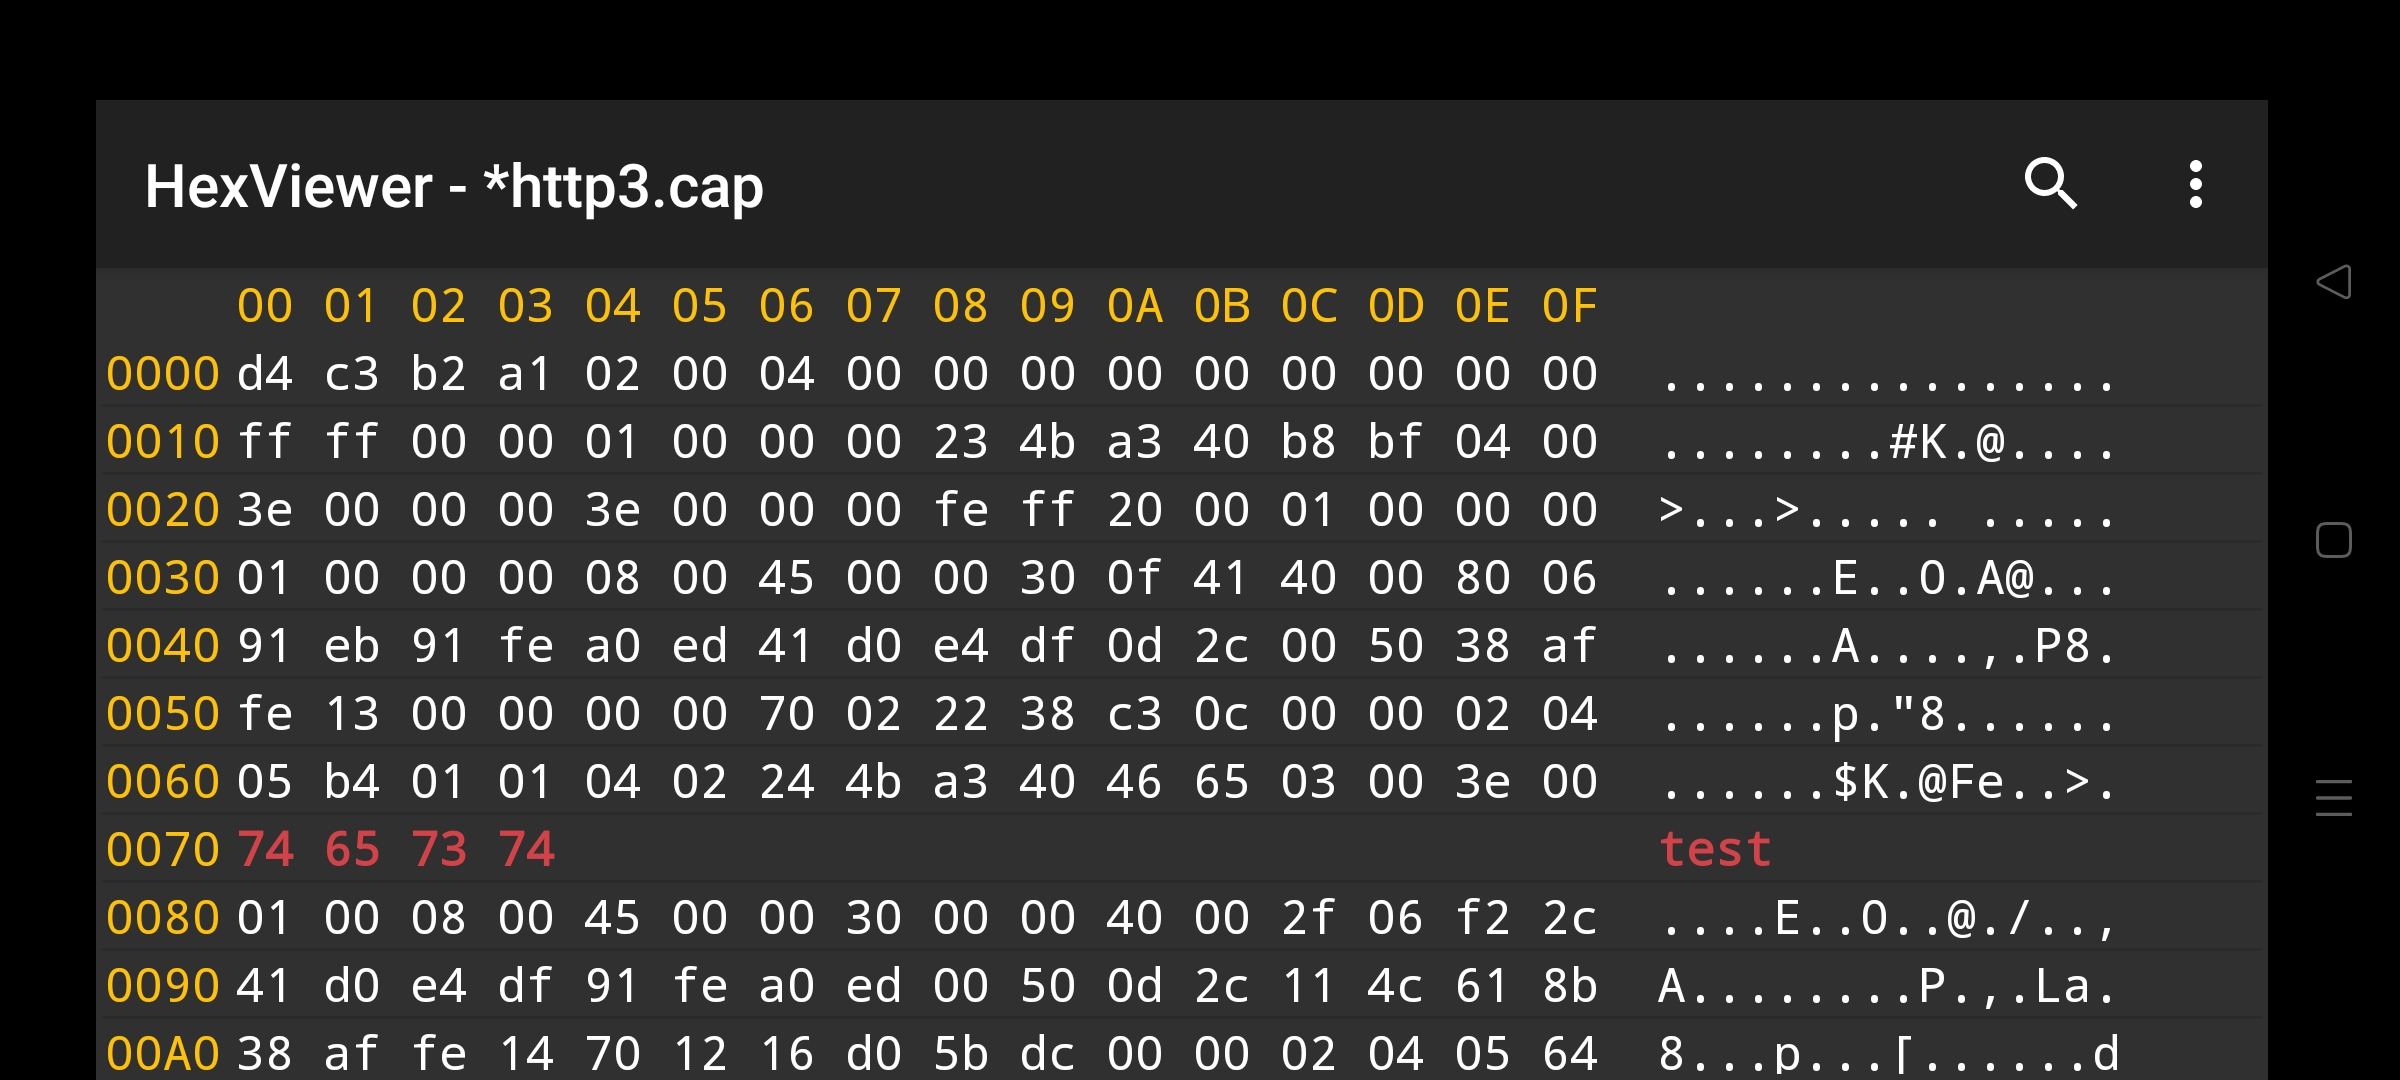 HexViewer - *http3.cap
00 01 02 03 04 05 06 07 08 09 0A 0B 0C 0D 0E 0F
0000 d4 c3 b2 a1 02 00 04 00 00 00 00 00 00 00 00 00 ................
0010 ff ff 00 00 01 00 00 00 23 4b a3 40 b8 bf 04 00 ........#K.@....
0020 3e 00 00 00 3e 00 00 00 fe ff 20 00 01 00 00 00 >...>..... .....
0030 01 00 00 00 08 00 45 00 00 30 0f 41 40 00 80 06 ......E..0.A@...
0040 91 eb 91 fe a0 ed 41 d0 e4 df 0d 2c 00 50 38 af ......A....,.P8.
0050 fe 13 00 00 00 00 70 02 22 38 c3 0c 00 00 02 04 ......p."8......
0060 05 b4 01 01 04 02 24 4b a3 40 46 65 03 00 3e 00 ......$K.@Fe..>.
0070 74 65 73 74 test
0080 01 00 08 00 45 00 00 30 00 00 40 00 2f 06 f2 2c ....E..0..@./..,
0090 41 d0 e4 df 91 fe a0 ed 00 50 0d 2c 11 4c 61 8b A........P.,.La.
00A0 38 af fe 14 70 12 16 d0 5b dc 00 00 02 04 05 64 8...p...[......d